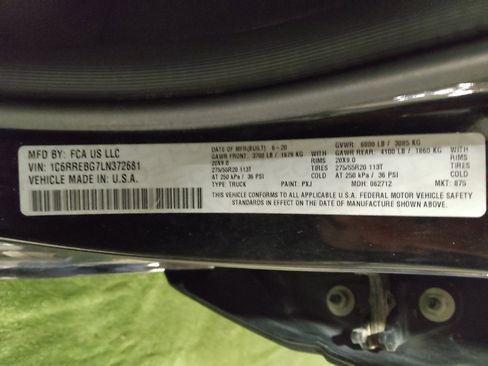 MFD BY: FCA US LLC
VIN: 1C6RREBG7LN372681
VEHICLE MADE IN: U.S.A.
DATE OF MFR(BUILT): 6-20 GVWR: 6800 LB / 3085 KG
GAWR FRONT: 3700 LB / 1678 KG WITH GAWR REAR: 4100 LB / 1860 KG WITH
20X9.0 RIMS 20X9.0 RIMS
275/55R20 113T TIRES 275/55R20 113T TIRES
AT 250 kPa / 36 PSI COLD AT 250 kPa / 36 PSI COLD
TYPE: TRUCK PAINT: PXJ MDH: 062712 MKT: 875
THIS VEHICLE CONFORMS TO ALL APPLICABLE U.S.A. FEDERAL MOTOR VEHICLE SAFETY
STANDARDS IN EFFECT ON THE DATE OF MANUFACTURE SHOWN ABOVE.